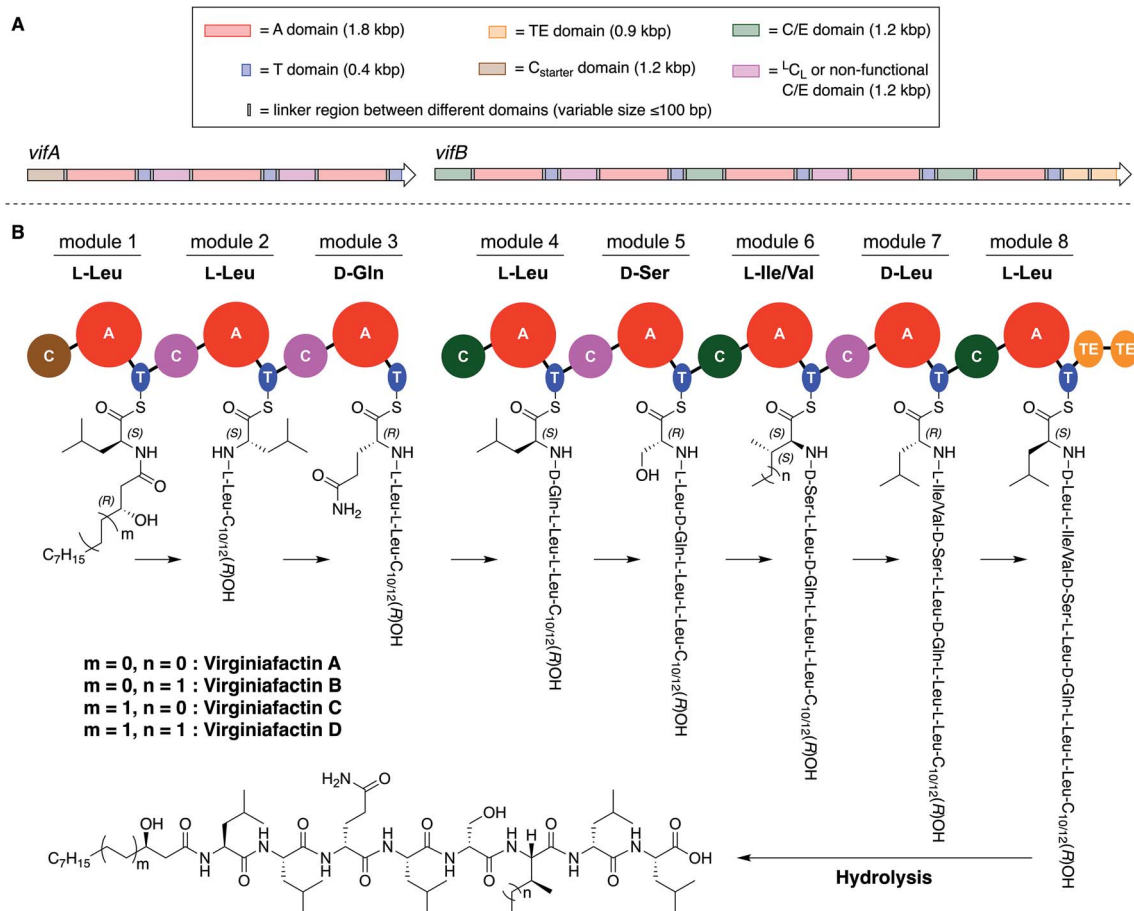 A
= A domain (1.8 kbp)
= TE domain (0.9 kbp)
= C/E domain (1.2 kbp)
= T domain (0.4 kbp)
= Cstarter domain (1.2 kbp)
= LCL or non-functional
C/E domain (1.2 kbp)
= linker region between different domains (variable size ≤100 bp)
vifA
vifB
B
module 1
module 2
module 3
module 4
module 5
module 6
module 7
module 8
L-Leu
L-Leu
D-Gln
L-Leu
D-Ser
L-Ile/Val
D-Leu
L-Leu
C A T C A T C A T
C A T C A T C A T C A T C A T TE TE
O S (S) NH O (R) OH m C7H15
O S (S) HN
L-Leu-C10/12(R)OH
O S (R) NH O NH2
L-Leu-L-Leu-C10/12(R)OH
O S (S) NH
D-Gln-L-Leu-L-Leu-C10/12(R)OH
O S (R) NH OH
L-Leu-D-Gln-L-Leu-L-Leu-C10/12(R)OH
O S (S) (S) NH n
D-Ser-L-Leu-D-Gln-L-Leu-L-Leu-C10/12(R)OH
O S (R) NH
L-Ile/Val-D-Ser-L-Leu-D-Gln-L-Leu-L-Leu-C10/12(R)OH
O S (S) NH
D-Leu-L-Ile/Val-D-Ser-L-Leu-D-Gln-L-Leu-L-Leu-C10/12(R)OH
m = 0, n = 0 : Virginiafactin A
m = 0, n = 1 : Virginiafactin B
m = 1, n = 0 : Virginiafactin C
m = 1, n = 1 : Virginiafactin D
H2N O
OH O H N O H N O OH H O H N O
C7H15 m N H O N H O N H O N H O n N H O OH
Hydrolysis